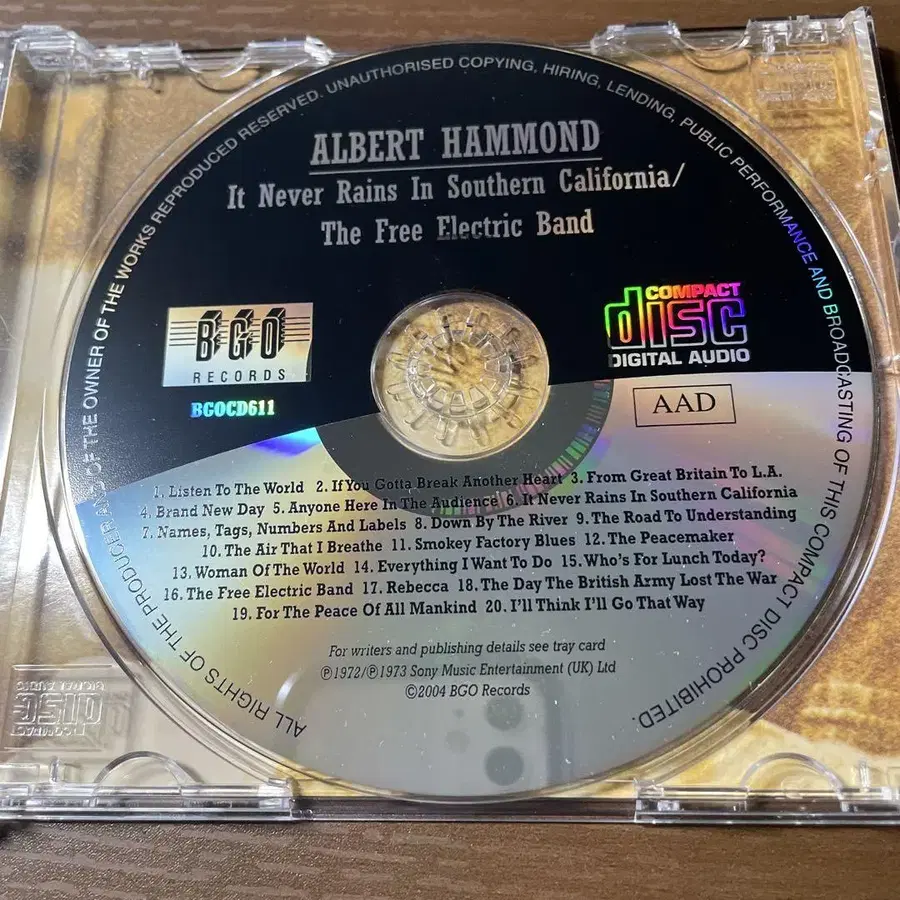 ALL RIGHTS OF THE PRODUCER AND OF THE OWNER OF THE WORKS REPRODUCED RESERVED. UNAUTHORISED COPYING, HIRING, LENDING, PUBLIC PERFORMANCE AND BROADCASTING OF THIS COMPACT DISC PROHIBITED.
ALBERT HAMMOND
It Never Rains In Southern California/
The Free Electric Band
BGO
RECORDS
BGOCD611
COMPACT
disc
DIGITAL AUDIO
AAD
1. Listen To The World 2. If You Gotta Break Another Heart 3. From Great Britain To L.A.
4. Brand New Day 5. Anyone Here In The Audience 6. It Never Rains In Southern California
7. Names, Tags, Numbers And Labels 8. Down By The River 9. The Road To Understanding
10. The Air That I Breathe 11. Smokey Factory Blues 12. The Peacemaker
13. Woman Of The World 14. Everything I Want To Do 15. Who's For Lunch Today?
16. The Free Electric Band 17. Rebecca 18. The Day The British Army Lost The War
19. For The Peace Of All Mankind 20. I'll Think I'll Go That Way
For writers and publishing details see tray card
℗1972/℗1973 Sony Music Entertainment (UK) Ltd
©2004 BGO Records
COMPACT
disc
DIGITAL AUDIO